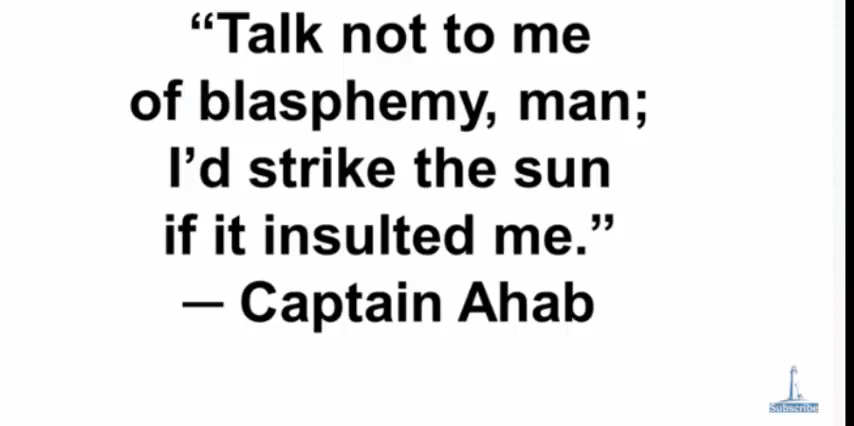 “Talk not to me
of blasphemy, man;
I’d strike the sun
if it insulted me.”
— Captain Ahab
Subscribe